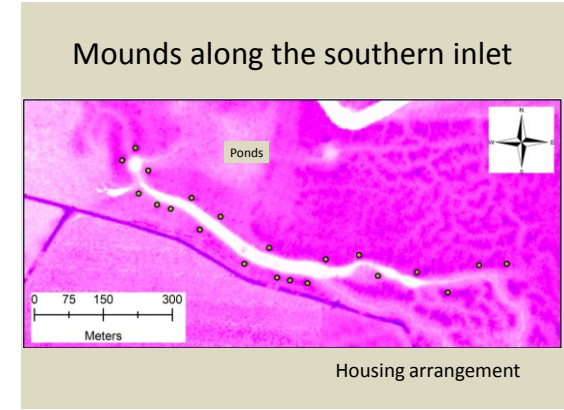 Mounds along the southern inlet
N
Ponds
W
E
S
0 75 150 300
Meters
Housing arrangement